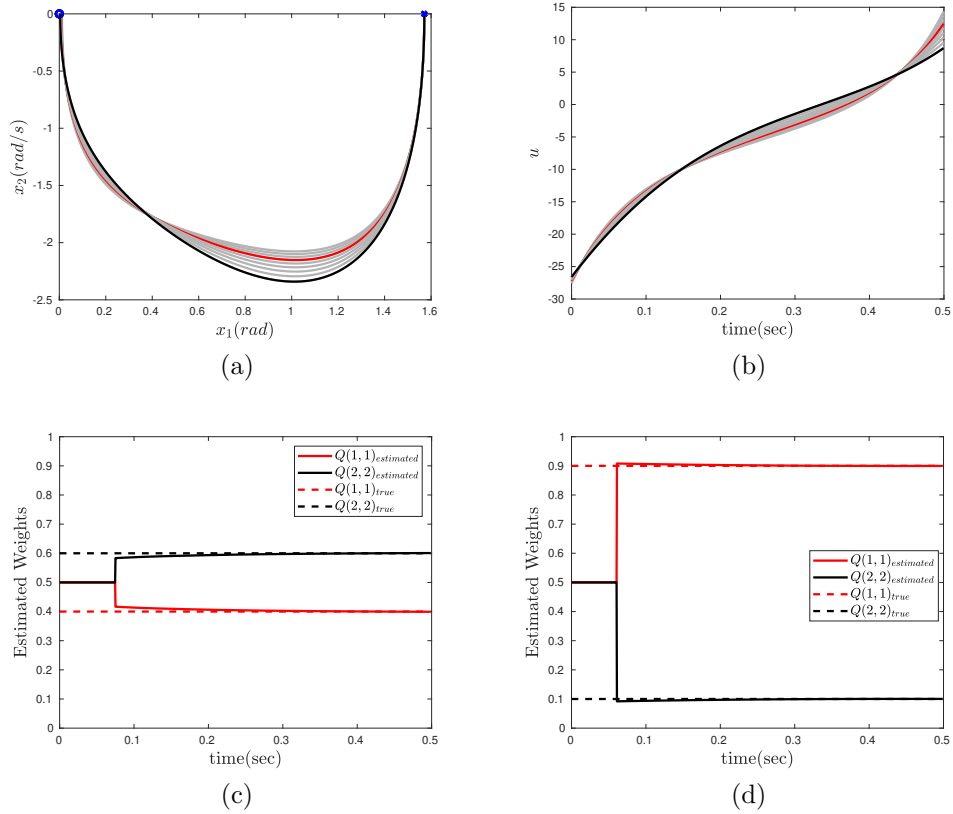 0
-0.5
-1
-1.5
-2
-2.5
x₂(rad/s)
0 0.2 0.4 0.6 0.8 1 1.2 1.4 1.6
x₁(rad)
(a)
15
10
5
0
-5
-10
-15
-20
-25
-30
u
0 0.1 0.2 0.3 0.4 0.5
time(sec)
(b)
1
0.9
0.8
0.7
0.6
0.5
0.4
0.3
0.2
0.1
0
Estimated Weights
Q(1, 1)estimated
Q(2, 2)estimated
Q(1, 1)true
Q(2, 2)true
0 0.1 0.2 0.3 0.4 0.5
time(sec)
(c)
1
0.9
0.8
0.7
0.6
0.5
0.4
0.3
0.2
0.1
0
Estimated Weights
Q(1, 1)estimated
Q(2, 2)estimated
Q(1, 1)true
Q(2, 2)true
0 0.1 0.2 0.3 0.4 0.5
time(sec)
(d)